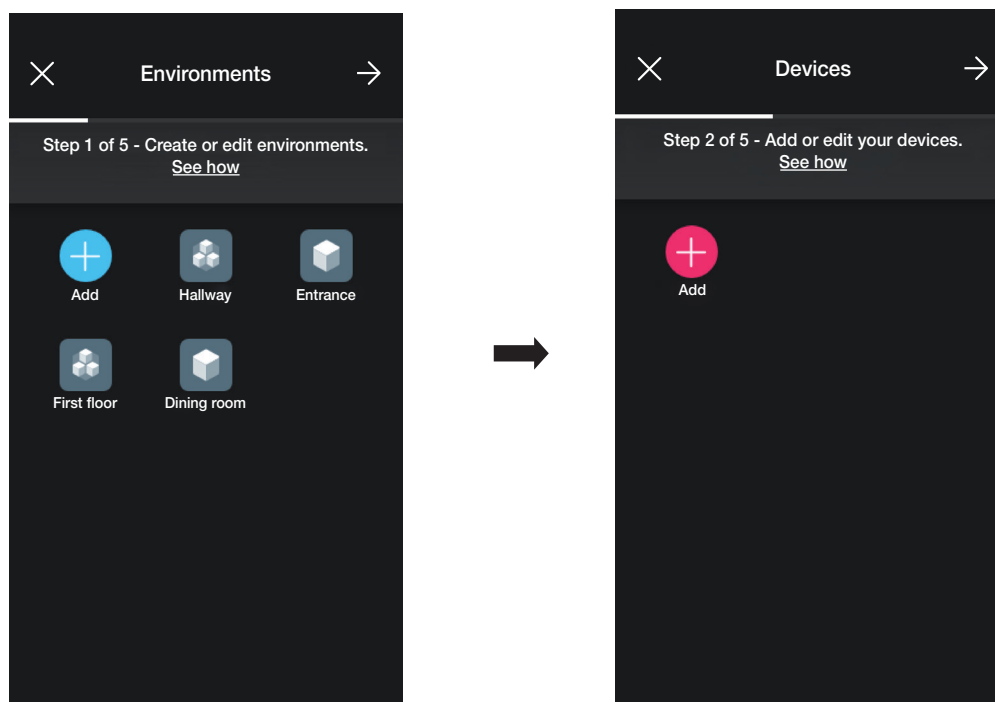 Environments
Step 1 of 5 - Create or edit environments.
See how
Add
Hallway
Entrance
First floor
Dining room
Devices
Step 2 of 5 - Add or edit your devices.
See how
Add